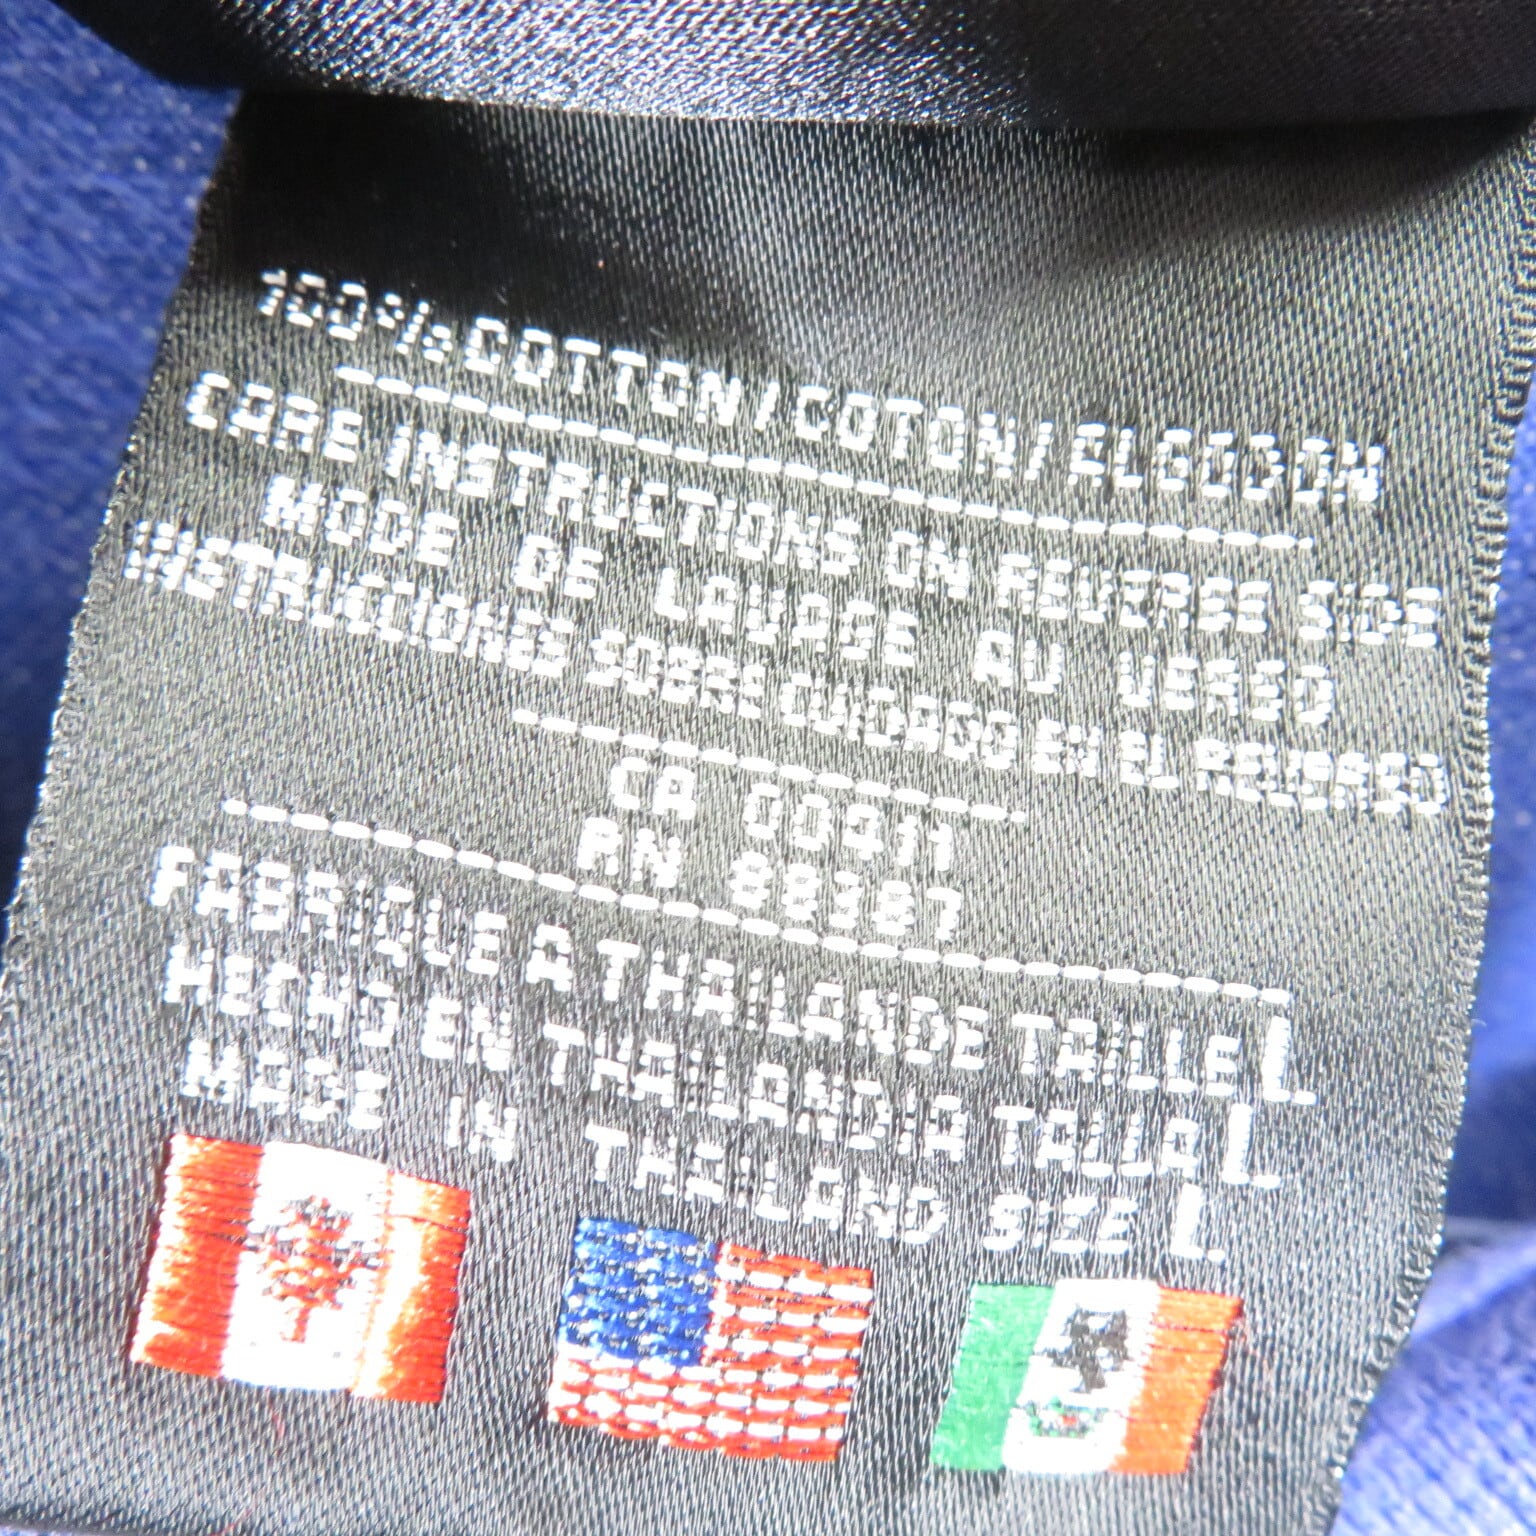 100% COTTON / COTON / ALGODON
CARE INSTRUCTIONS ON REVERSE SIDE
MODE DE LAVAGE AU VERSO
INSTRUCCIONES SOBRE CUIDADO EN EL REVERSO
CA 00411
RN 88387
FABRIQUE A THAILANDE TAILLE L
HECHO EN THAILANDIA TALLA L
MADE IN THAILAND SIZE L